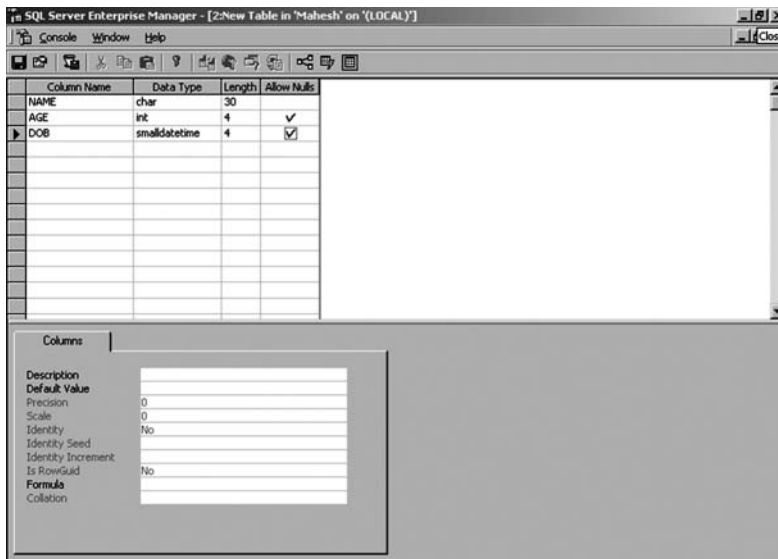 SQL Server Enterprise Manager - [2:New Table in 'Mahesh' on '(LOCAL)']
Console Window Help
Clos
Column Name Data Type Length Allow Nulls
NAME char 30
AGE int 4
DOB smalldatetime 4
Columns
Description
Default Value
Precision 0
Scale 0
Identity No
Identity Seed
Identity Increment
Is RowGuid No
Formula
Collation